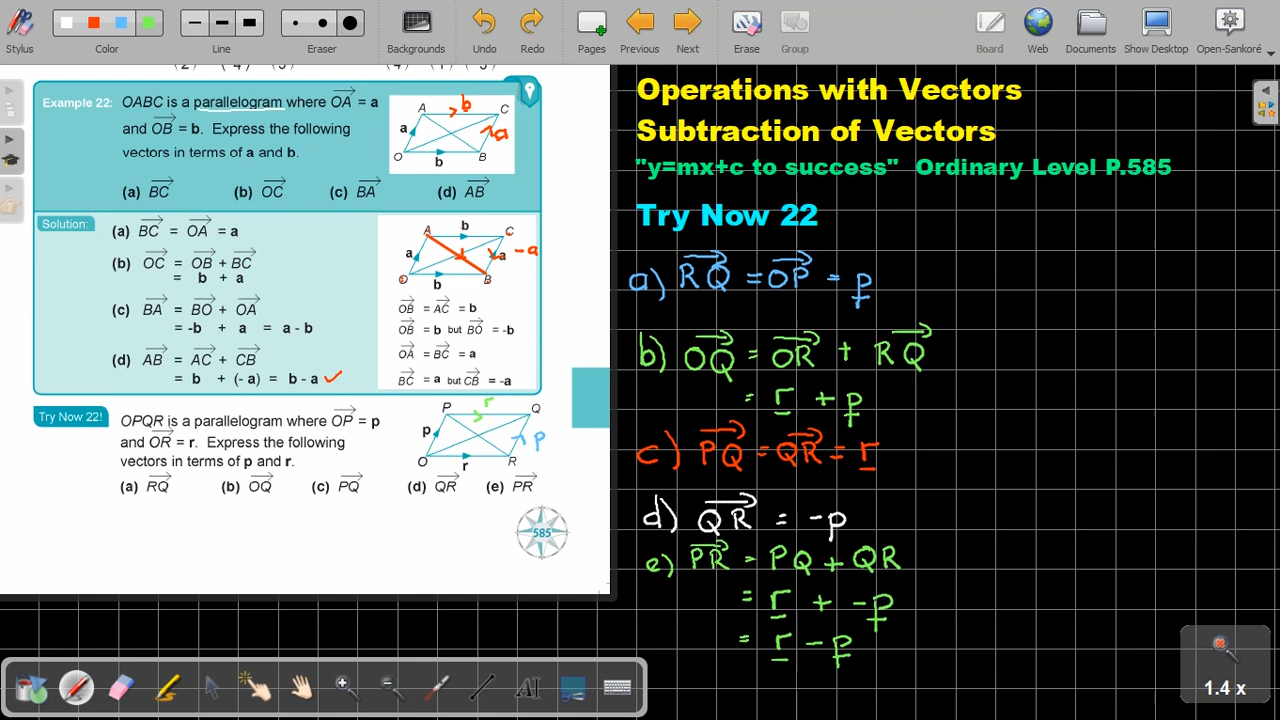 Stylus
Color
Line
Eraser
Backgrounds
Undo
Redo
Pages
Previous
Next
Erase
Group
Board
Web
Documents
Show Desktop
Open-Sankoré
Example 22: OABC is a parallelogram where OA = a
and OB = b. Express the following
vectors in terms of a and b.
(a) BC (b) OC (c) BA (d) AB
A b C
a a
O b B
Solution:
(a) BC = OA = a
(b) OC = OB + BC
= b + a
(c) BA = BO + OA
= -b + a = a - b
(d) AB = AC + CB
= b + (- a) = b - a ✓
A b C
a a -a
O b B
OB = AC = b
OB = b but BO = -b
OA = BC = a
BC = a but CB = -a
Try Now 22! OPQR is a parallelogram where OP = p
and OR = r. Express the following
vectors in terms of p and r.
(a) RQ (b) OQ (c) PQ (d) QR (e) PR
P r Q
p p
O r R
585
Operations with Vectors
Subtraction of Vectors
"y=mx+c to success" Ordinary Level P.585
Try Now 22
a) RQ = OP = p
b) OQ = OR + RQ
= r + p
c) PQ = QR = r
d) QR = -p
e) PR = PQ + QR
= r + -p
= r - p
1.4 x